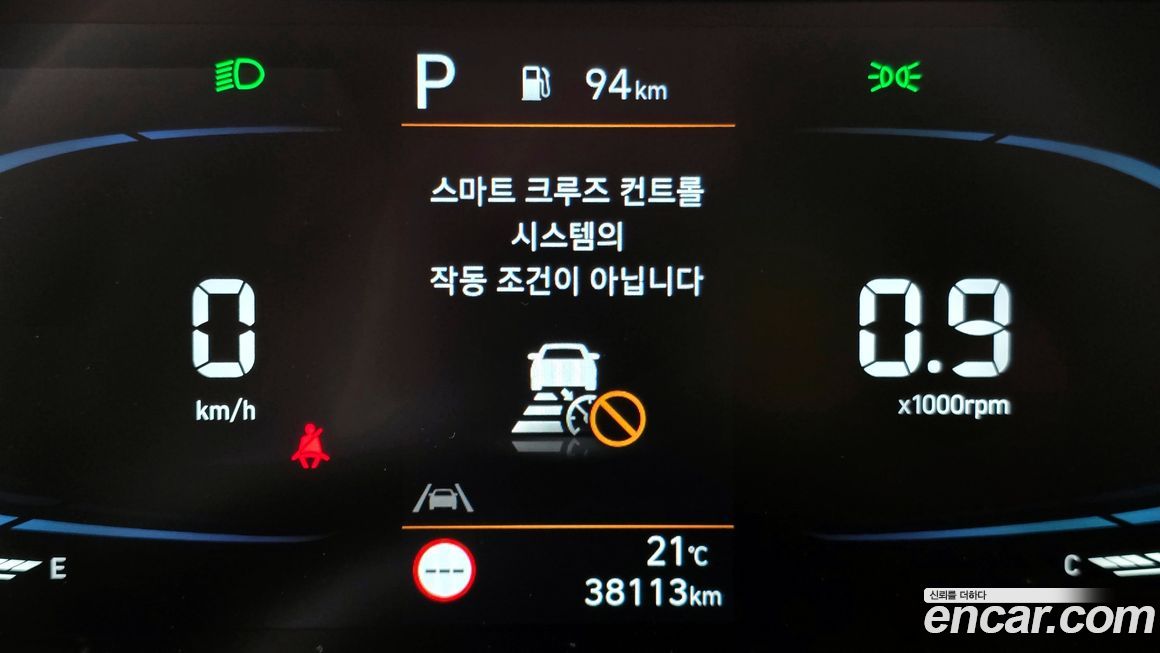 P 94km
스마트 크루즈 컨트롤
시스템의
작동 조건이 아닙니다
0
km/h
0.9
x1000rpm
---
21℃
38113km
E
C
신뢰를 더하다
encar.com